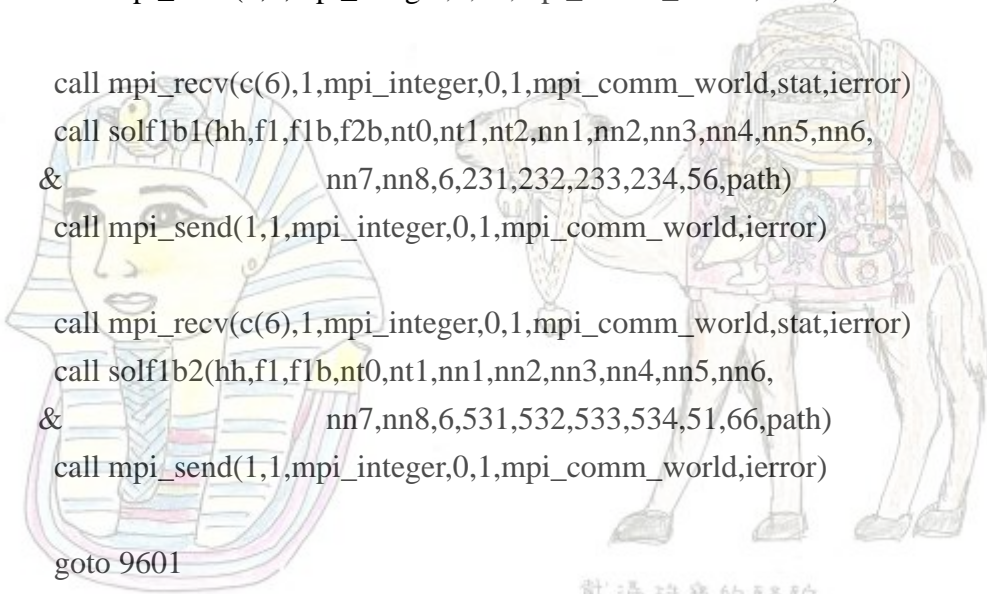 call mpi_recv(c(6),1,mpi_integer,0,1,mpi_comm_world,stat,ierror)
call solf1b1(hh,f1,f1b,f2b,nt0,nt1,nt2,nn1,nn2,nn3,nn4,nn5,nn6,
& nn7,nn8,6,231,232,233,234,56,path)
call mpi_send(1,1,mpi_integer,0,1,mpi_comm_world,ierror)
call mpi_recv(c(6),1,mpi_integer,0,1,mpi_comm_world,stat,ierror)
call solf1b2(hh,f1,f1b,nt0,nt1,nn1,nn2,nn3,nn4,nn5,nn6,
& nn7,nn8,6,531,532,533,534,51,66,path)
call mpi_send(1,1,mpi_integer,0,1,mpi_comm_world,ierror)
goto 9601